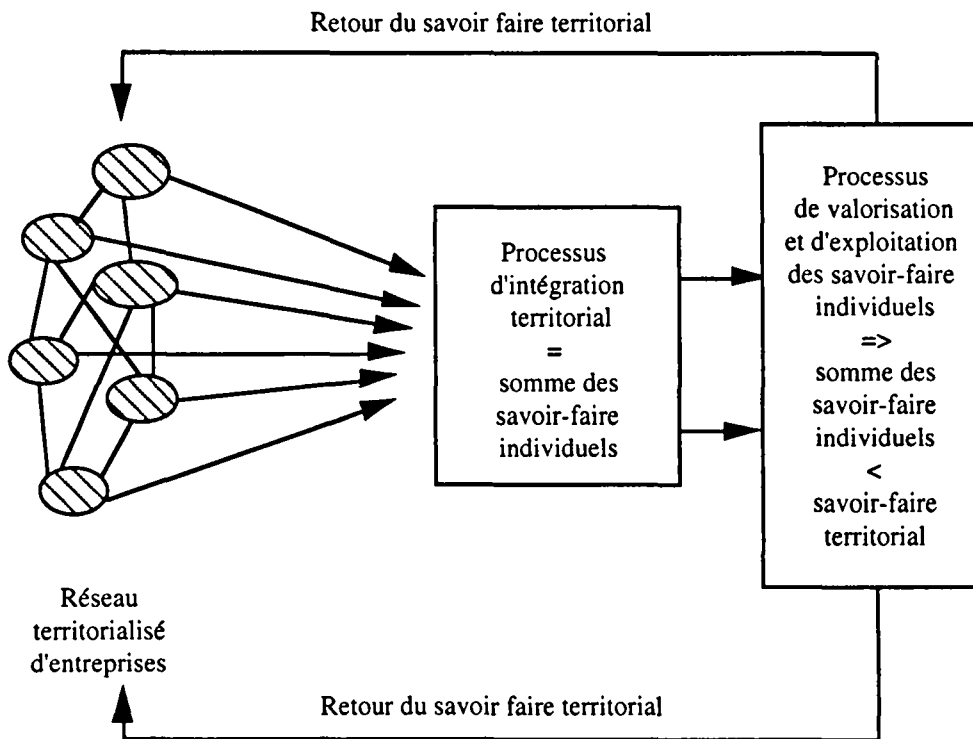 Retour du savoir faire territorial
Processus
d'intégration
territorial
=
somme des
savoir-faire
individuels
Processus
de valorisation
et d'exploitation
des savoir-faire
individuels
=>
somme des
savoir-faire
individuels
<
savoir-faire
territorial
Réseau
territorialisé
d'entreprises
Retour du savoir faire territorial